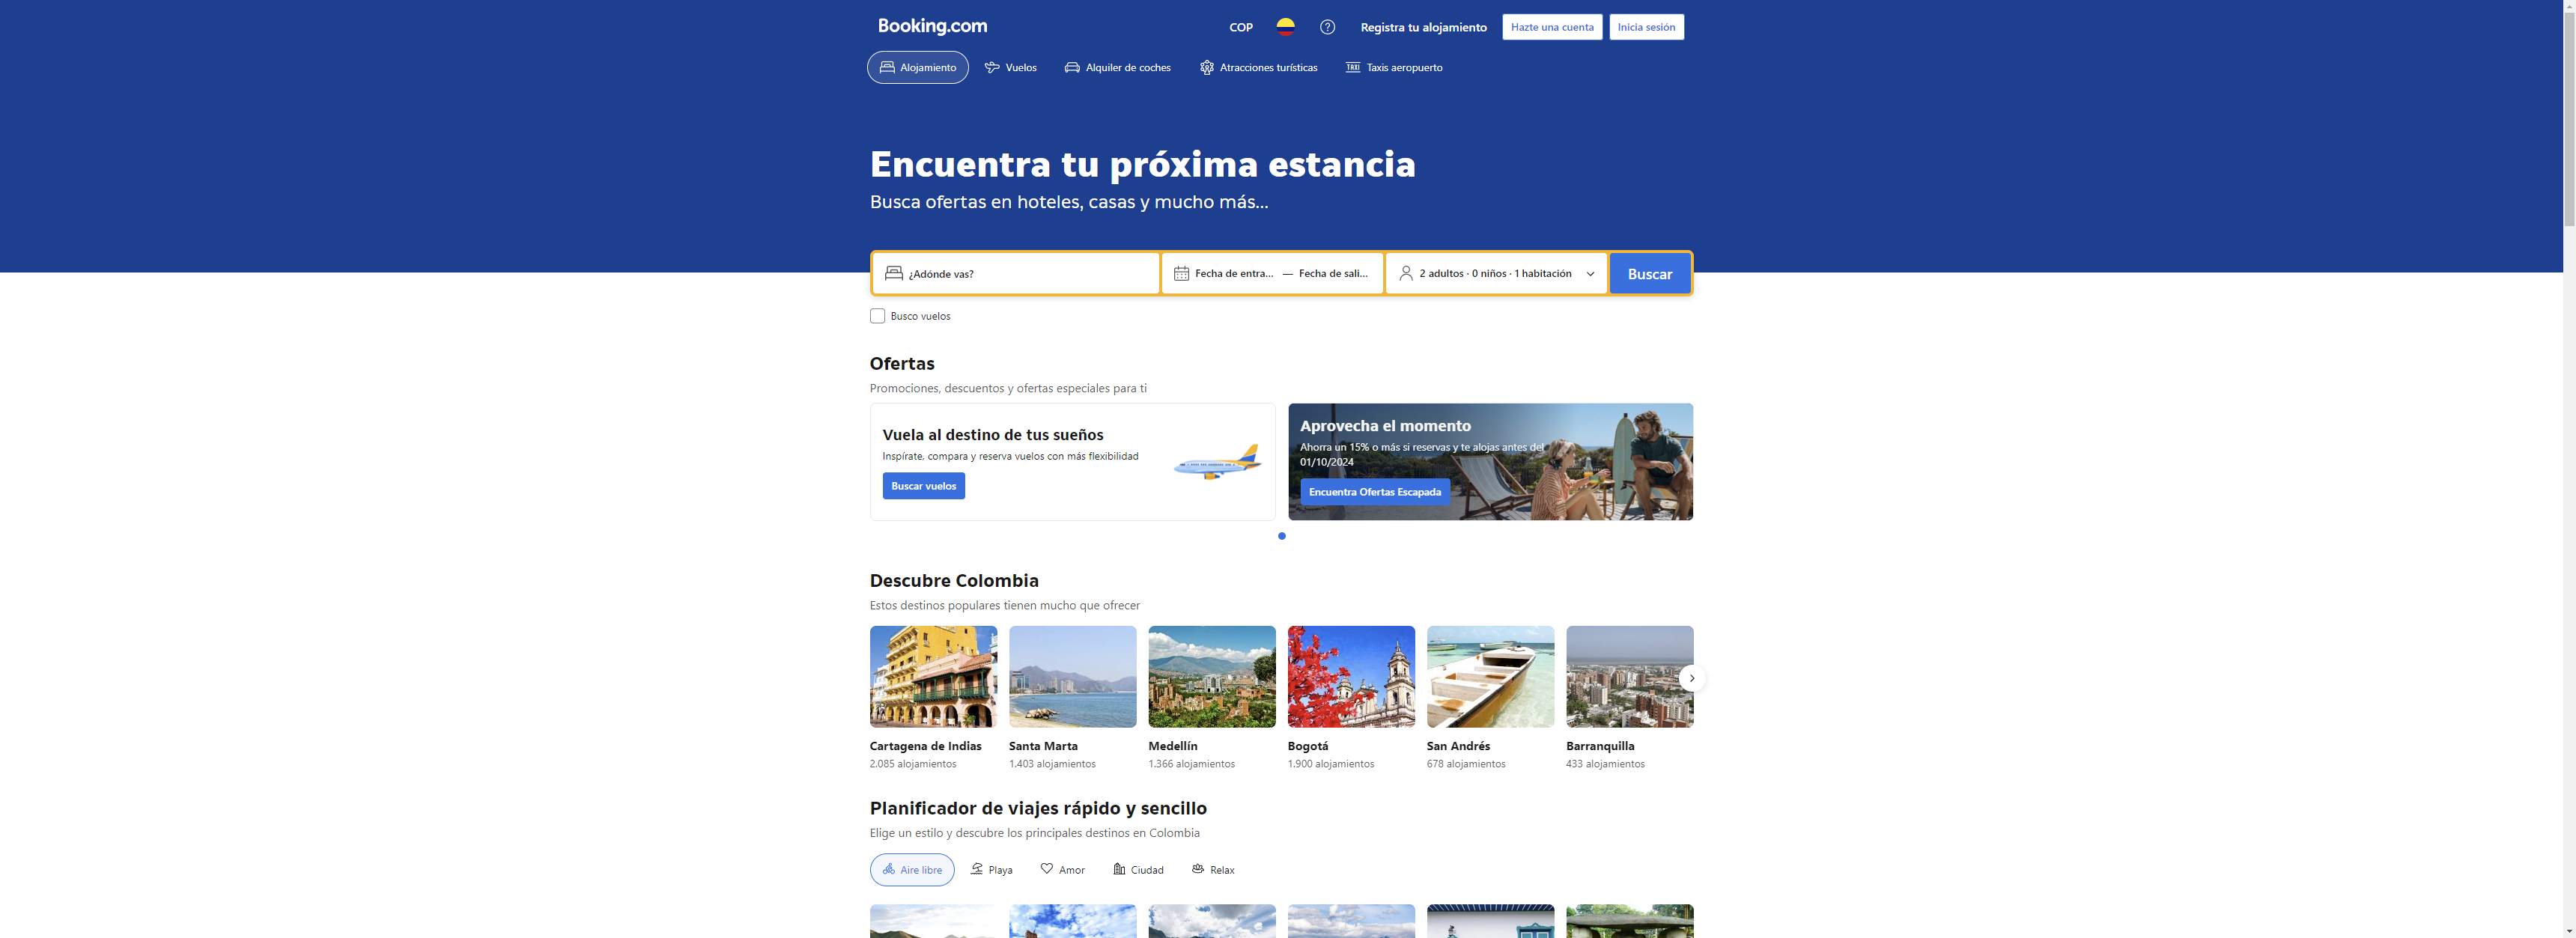 Booking.com
COP
Registra tu alojamiento
Hazte una cuenta
Inicia sesión
Alojamiento
Vuelos
Alquiler de coches
Atracciones turísticas
TAXI
Taxis aeropuerto
Encuentra tu próxima estancia
Busca ofertas en hoteles, casas y mucho más...
¿Adónde vas?
Fecha de entra... — Fecha de sali...
2 adultos · 0 niños · 1 habitación
Buscar
Busco vuelos
Ofertas
Promociones, descuentos y ofertas especiales para ti
Vuela al destino de tus sueños
Inspírate, compara y reserva vuelos con más flexibilidad
Buscar vuelos
Aprovecha el momento
Ahorra un 15% o más si reservas y te alojas antes del
01/10/2024
Encuentra Ofertas Escapada
Descubre Colombia
Estos destinos populares tienen mucho que ofrecer
Cartagena de Indias
2.085 alojamientos
Santa Marta
1.403 alojamientos
Medellín
1.366 alojamientos
Bogotá
1.900 alojamientos
San Andrés
678 alojamientos
Barranquilla
433 alojamientos
Planificador de viajes rápido y sencillo
Elige un estilo y descubre los principales destinos en Colombia
Aire libre
Playa
Amor
Ciudad
Relax